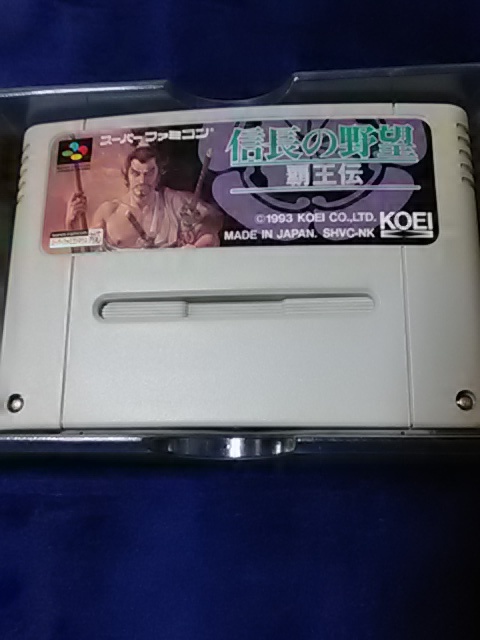 スーパーファミコン
信長の野望
覇王伝
©1993 KOEI CO.,LTD.
MADE IN JAPAN. SHVC-NK
KOEI